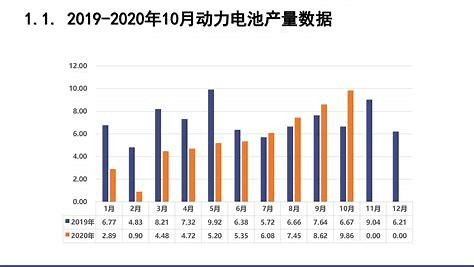 1.1. 2019-2020年10月动力电池产量数据
12.00
10.00
8.00
6.00
4.00
2.00
0.00
1月 2月 3月 4月 5月 6月 7月 8月 9月 10月 11月 12月
2019年 6.77 4.83 8.21 7.32 9.92 6.38 5.72 6.66 7.64 6.67 9.04 6.21
2020年 2.89 0.90 4.48 4.72 5.20 5.35 6.08 7.45 8.62 9.86 0.00 0.00